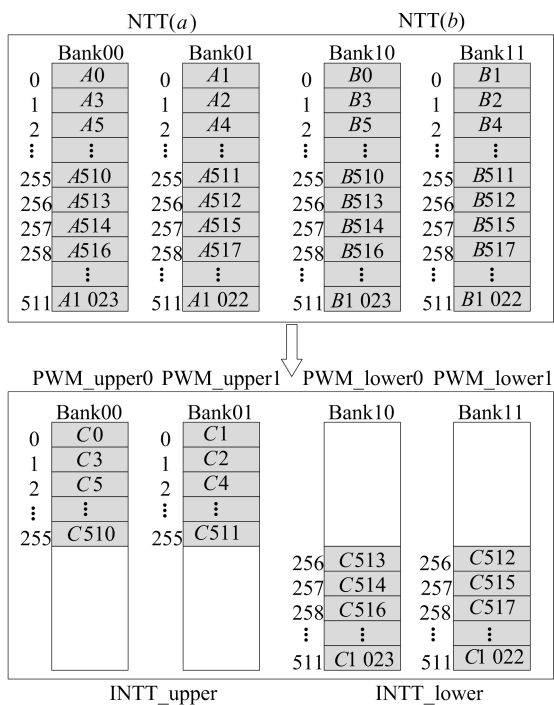 NTT(a) NTT(b)
Bank00 Bank01 Bank10 Bank11
0 A0 0 A1 0 B0 0 B1
1 A3 1 A2 1 B3 1 B2
2 A5 2 A4 2 B5 2 B4
⋮ ⋮ ⋮ ⋮ ⋮ ⋮ ⋮ ⋮
255 A510 255 A511 255 B510 255 B511
256 A513 256 A512 256 B513 256 B512
257 A514 257 A515 257 B514 257 B515
258 A516 258 A517 258 B516 258 B517
⋮ ⋮ ⋮ ⋮ ⋮ ⋮ ⋮ ⋮
511 A1 023 511 A1 022 511 B1 023 511 B1 022
PWM_upper0 PWM_upper1 PWM_lower0 PWM_lower1
Bank00 Bank01 Bank10 Bank11
0 C0 0 C1
1 C3 1 C2
2 C5 2 C4
⋮ ⋮ ⋮ ⋮
255 C510 255 C511
256 C513 256 C512
257 C514 257 C515
258 C516 258 C517
⋮ ⋮ ⋮ ⋮
511 C1 023 511 C1 022
INTT_upper INTT_lower